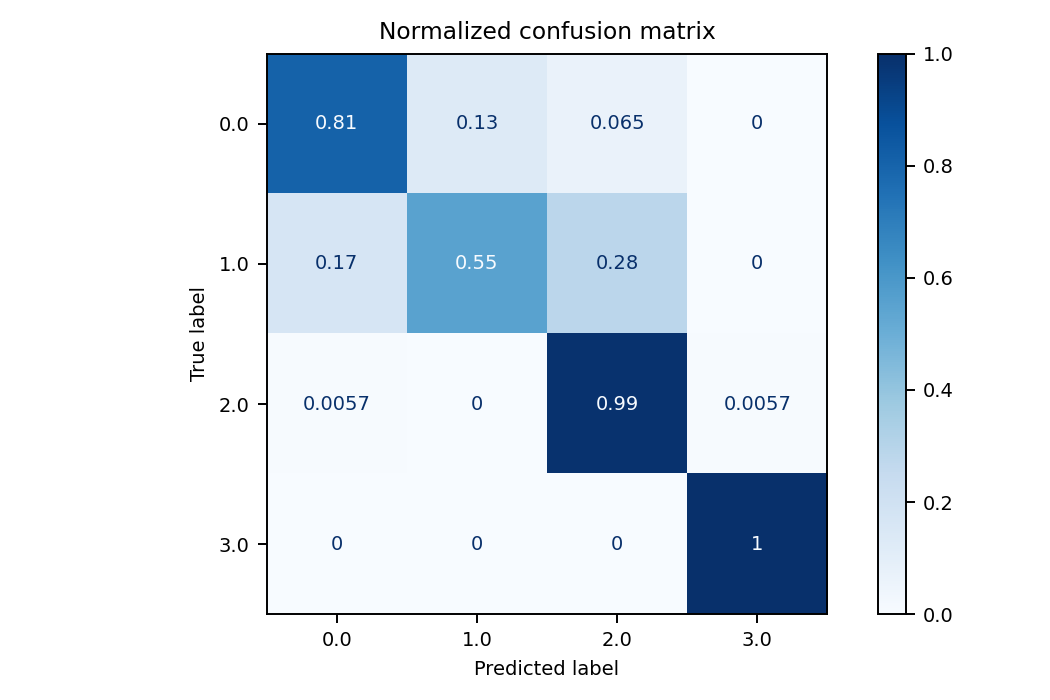 Normalized confusion matrix
1.0
0.0 0.81 0.13 0.065 0
0.8
1.0 0.17 0.55 0.28 0
0.6
True label
2.0 0.0057 0 0.99 0.0057
0.4
0.2
3.0 0 0 0 1
0.0
0.0 1.0 2.0 3.0
Predicted label